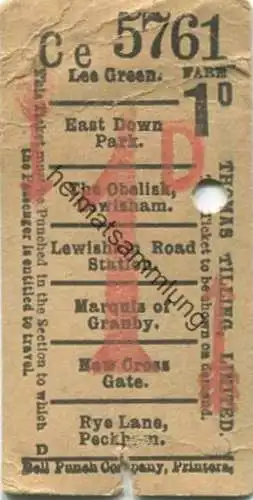 Ce 5761
Lee Green. FARE
1D
East Down
Park.
D
The Obelisk,
Lewisham.
Lewisham Road
Station.
Marquis of
Granby.
New Cross
Gate.
Rye Lane,
Peckham.
Bell Punch Company, Printers,
This Ticket must be Punched in the Section to which
the Passenger is entitled to travel.
D
THOMAS TILLING LIMITED.
Ticket to be shown on demand.
heimatsammlung